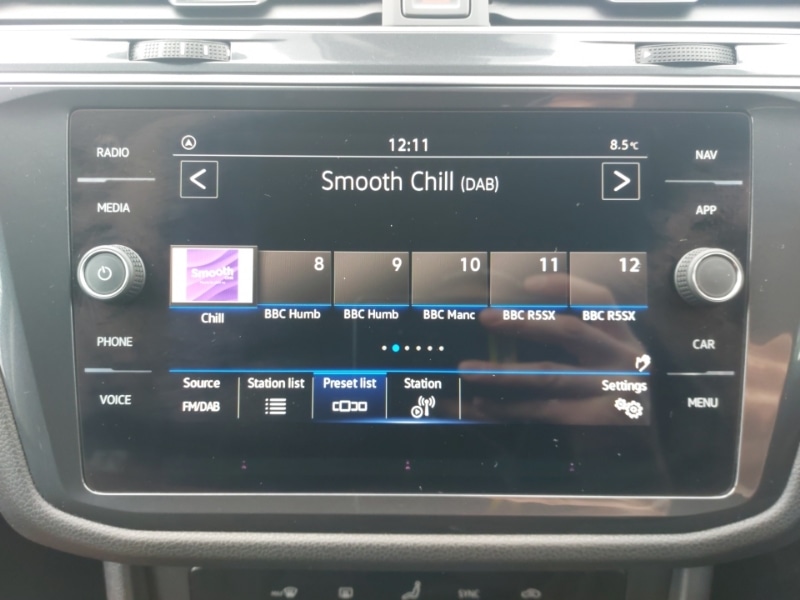 12:11
8.5°C
RADIO
NAV
< Smooth Chill (DAB) >
MEDIA
APP
Smooth 8 9 10 11 12
Chill BBC Humb BBC Humb BBC Manc BBC R5SX BBC R5SX
PHONE
CAR
Source Station list Preset list Station Settings
FM/DAB
VOICE
MENU
SYNC